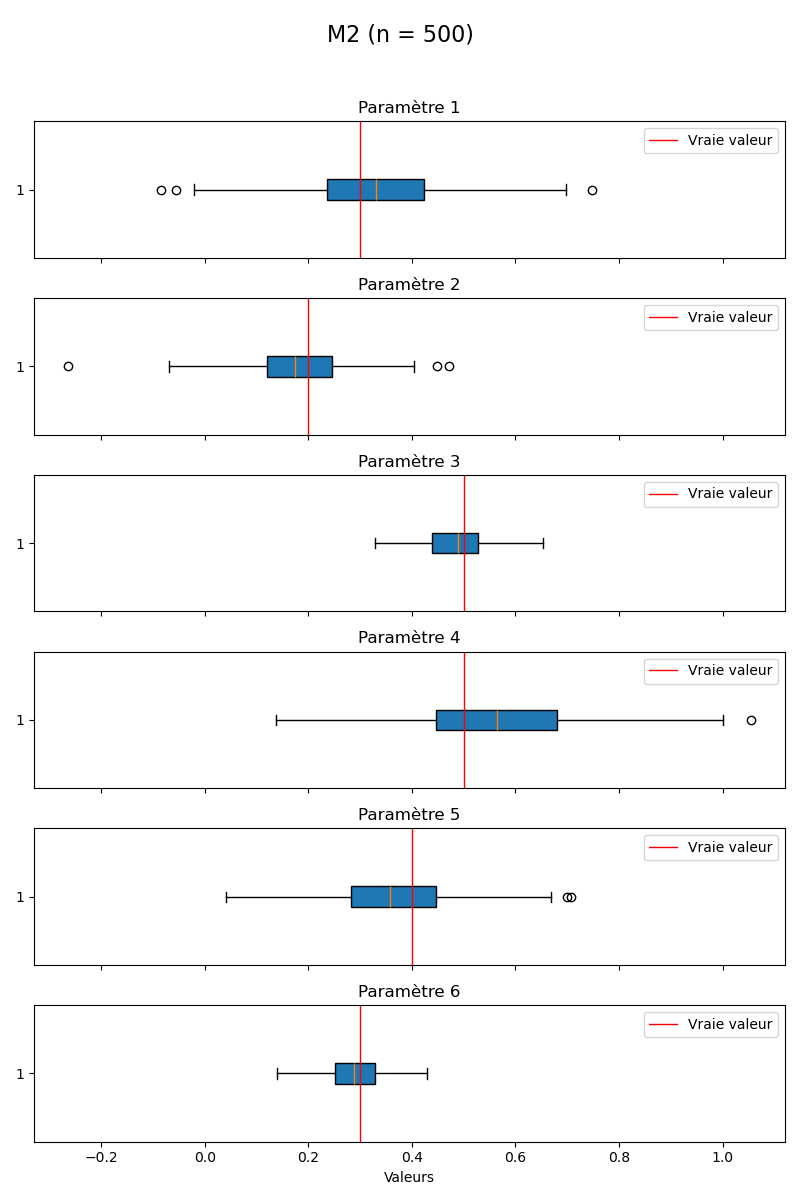 M2 (n = 500)
Paramètre 1
Vraie valeur
1
Paramètre 2
Vraie valeur
1
Paramètre 3
Vraie valeur
1
Paramètre 4
Vraie valeur
1
Paramètre 5
Vraie valeur
1
Paramètre 6
Vraie valeur
1
−0.2 0.0 0.2 0.4 0.6 0.8 1.0
Valeurs